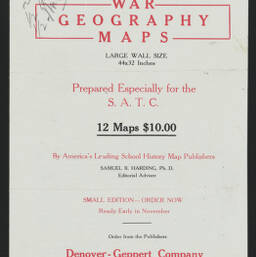 WAR
GEOGRAPHY
MAPS
LARGE WALL SIZE
44x32 Inches
Prepared Especially for the
S. A. T. C.
12 Maps $10.00
By America's Leading School History Map Publishers
SAMUEL B. HARDING, Ph. D.
Editorial Adviser
SMALL EDITION—ORDER NOW
Ready Early in November
Order from the Publishers
Denoyer-Geppert Company